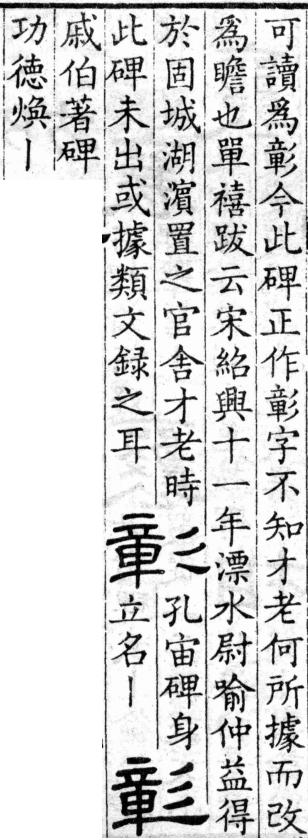 可讀爲彰今此碑正作彰字不知才老何所據而改
爲瞻也單禧跋云宋紹興十一年漂水尉喻仲益得
於固城湖濵置之官舍才老時
此碑未出或據類文録之耳
彰
孔宙碑身
立名丨
彰
戚伯著碑
功德焕丨